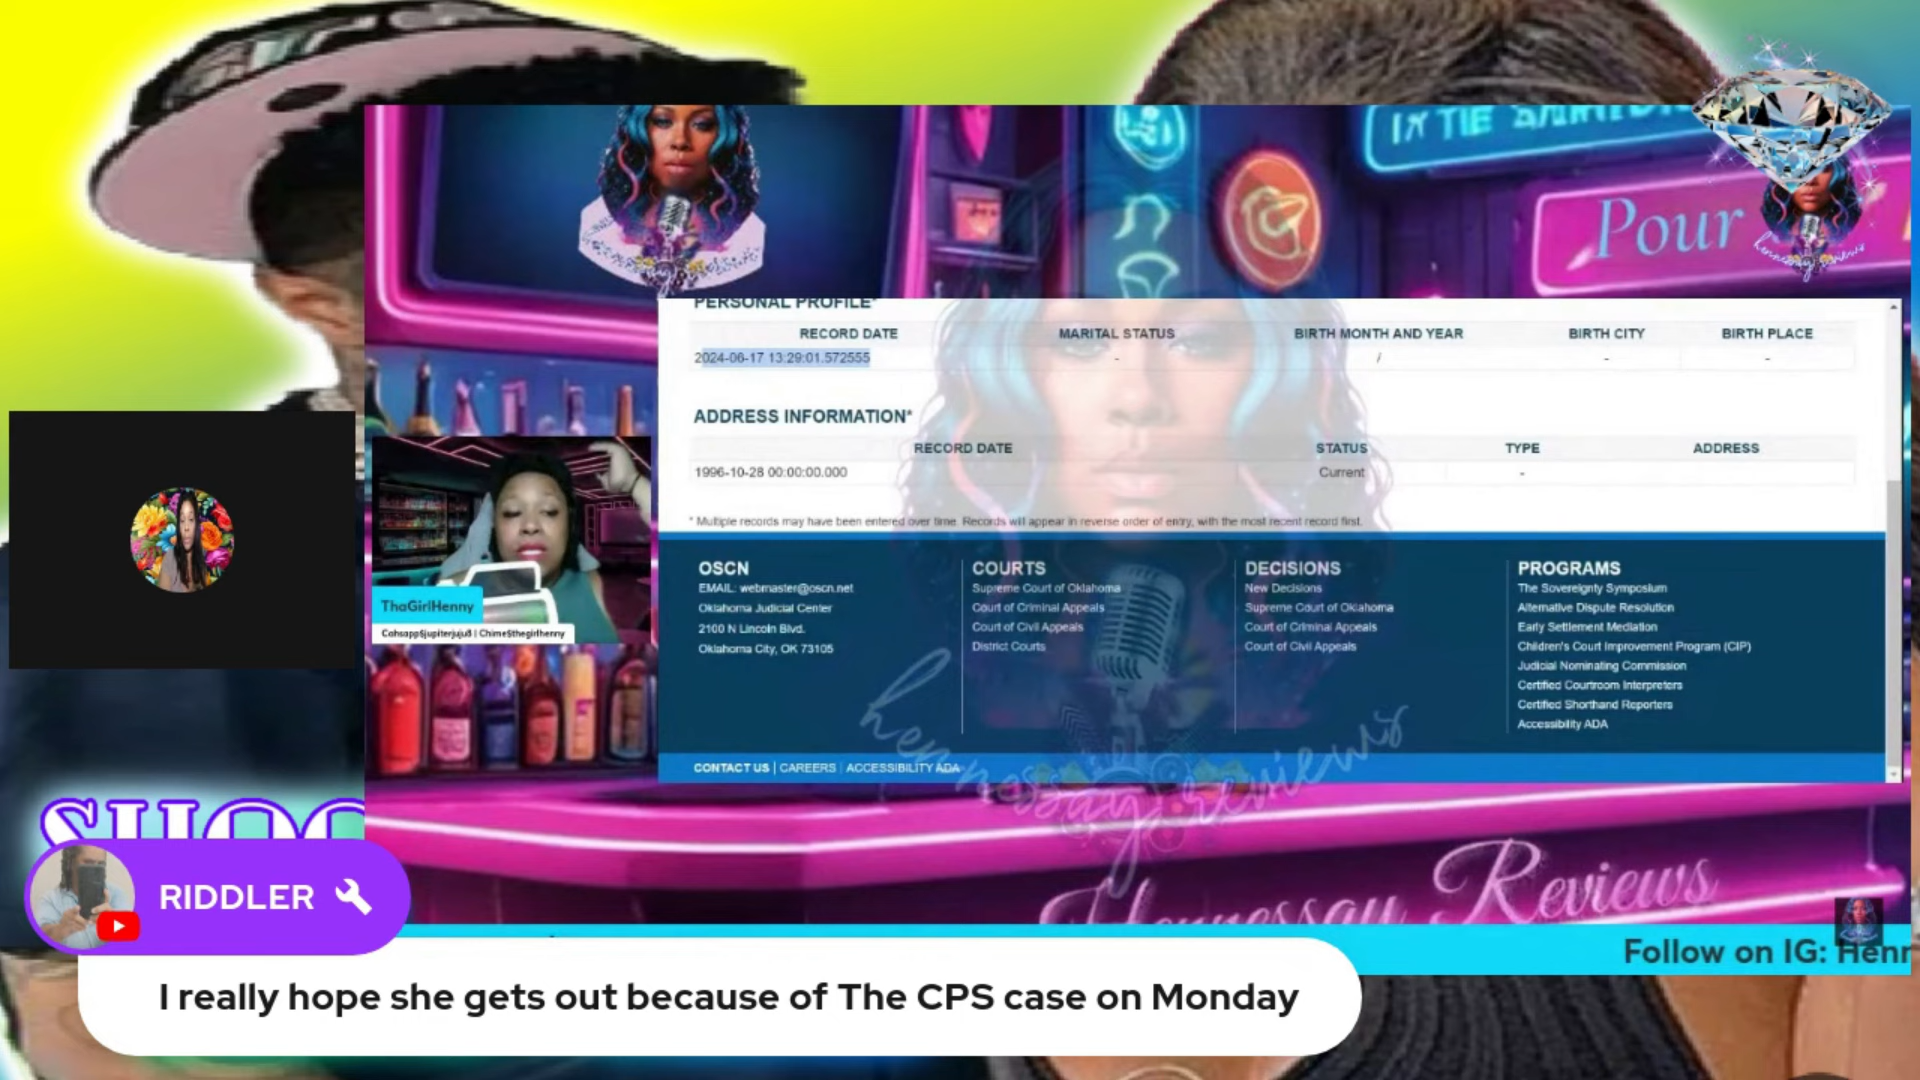 Pour
PERSONAL PROFILE*
RECORD DATE MARITAL STATUS BIRTH MONTH AND YEAR BIRTH CITY BIRTH PLACE
2024-06-17 13:29:01.572555 - / - -
ADDRESS INFORMATION*
RECORD DATE STATUS TYPE ADDRESS
1996-10-28 00:00:00.000 Current -
* Multiple records may have been entered over time. Records will appear in reverse order of entry, with the most recent record first.
ThaGirlHenny
Cahsapp$jupiterjuju8 | Chime$thegirlhenny
OSCN
EMAIL: webmaster@oscn.net
Oklahoma Judicial Center
2100 N Lincoln Blvd.
Oklahoma City, OK 73105
COURTS
Supreme Court of Oklahoma
Court of Criminal Appeals
Court of Civil Appeals
District Courts
DECISIONS
New Decisions
Supreme Court of Oklahoma
Court of Criminal Appeals
Court of Civil Appeals
PROGRAMS
The Sovereignty Symposium
Alternative Dispute Resolution
Early Settlement Mediation
Children's Court Improvement Program (CIP)
Judicial Nominating Commission
Certified Courtroom Interpreters
Certified Shorthand Reporters
Accessibility ADA
CONTACT US | CAREERS | ACCESSIBILITY ADA
hennessay reviews
Hennessay Reviews
RIDDLER
Follow on IG: Henn
I really hope she gets out because of The CPS case on Monday